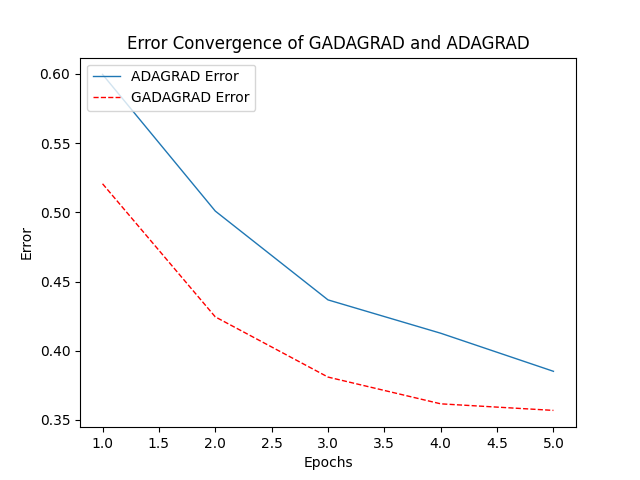 Error Convergence of GADAGRAD and ADAGRAD
ADAGRAD Error
GADAGRAD Error
0.60
0.55
0.50
0.45
0.40
0.35
Error
1.0 1.5 2.0 2.5 3.0 3.5 4.0 4.5 5.0
Epochs